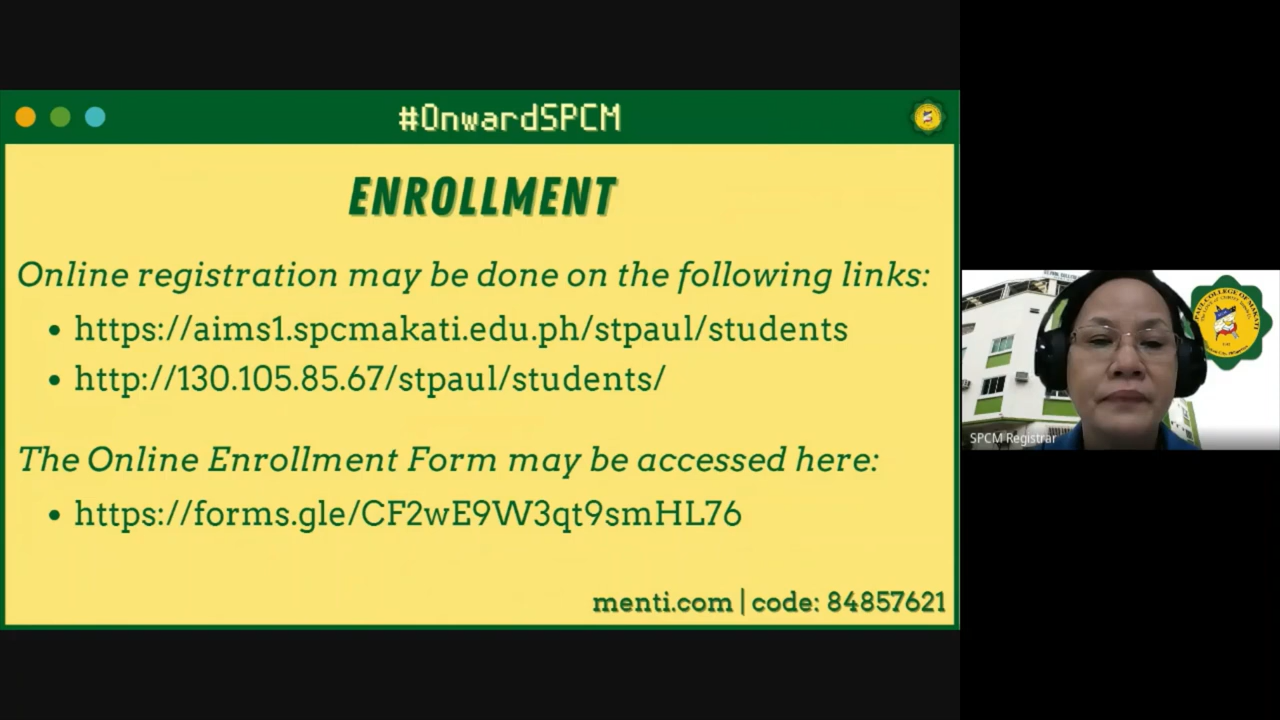 #OnwardSPCM
ENROLLMENT
Online registration may be done on the following links:
• https://aims1.spcmakati.edu.ph/stpaul/students
• http://130.105.85.67/stpaul/students/
The Online Enrollment Form may be accessed here:
• https://forms.gle/CF2wE9W3qt9smHL76
menti.com | code: 84857621
SPCM Registrar